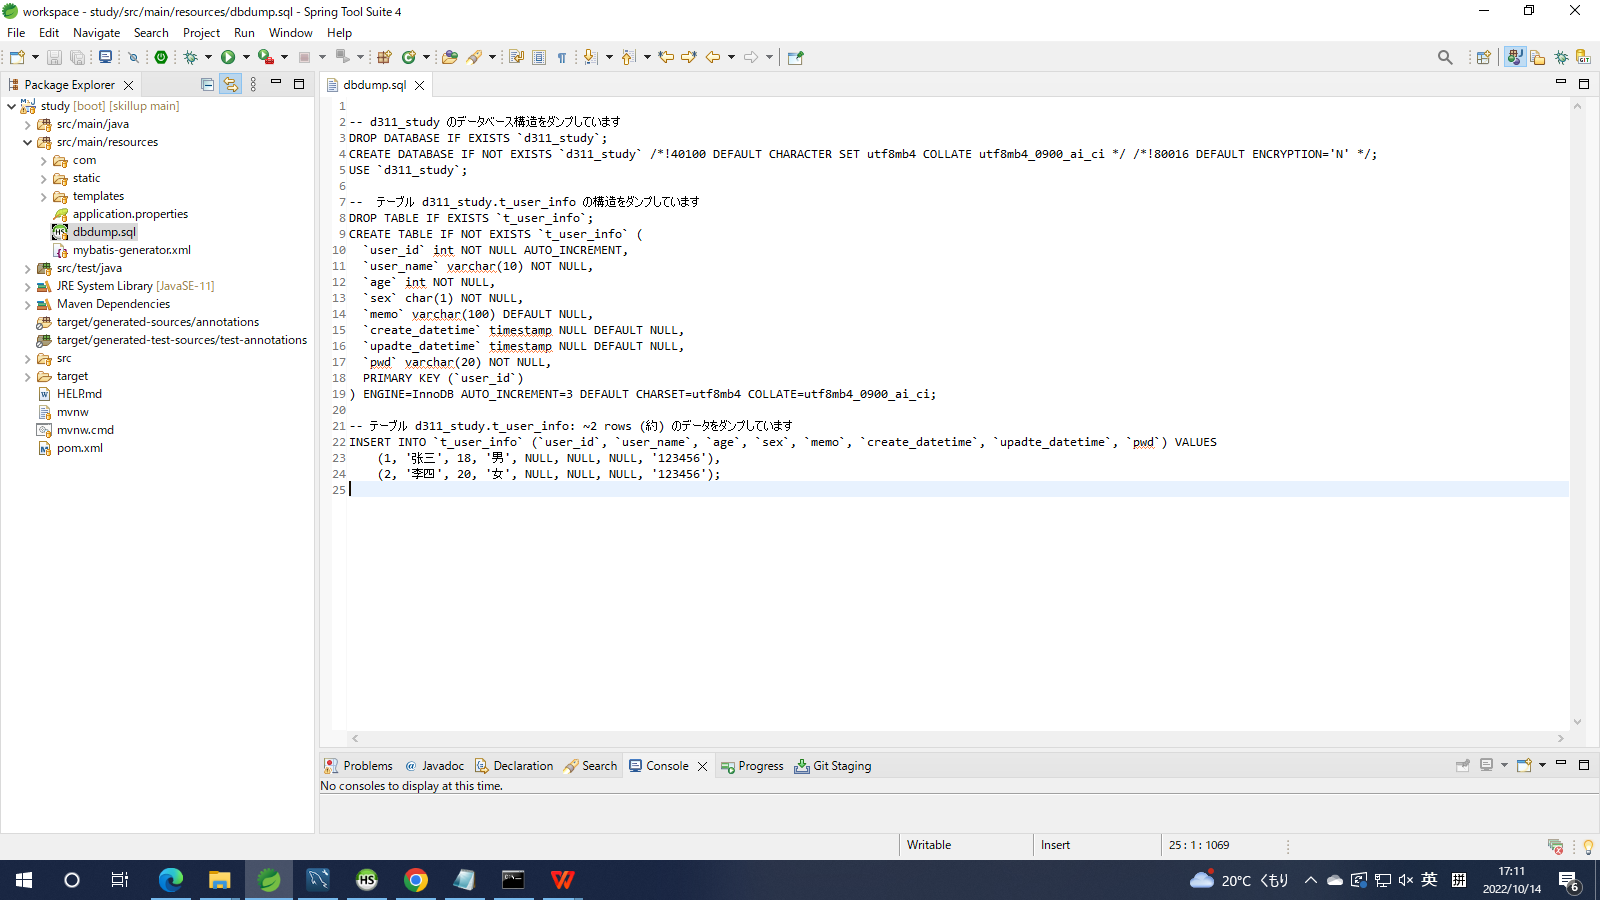 workspace - study/src/main/resources/dbdump.sql - Spring Tool Suite 4
File Edit Navigate Search Project Run Window Help
Package Explorer
dbdump.sql
study [boot] [skillup main]
src/main/java
src/main/resources
com
static
templates
application.properties
dbdump.sql
mybatis-generator.xml
src/test/java
JRE System Library [JavaSE-11]
Maven Dependencies
target/generated-sources/annotations
target/generated-test-sources/test-annotations
src
target
HELP.md
mvnw
mvnw.cmd
pom.xml
1
2 -- d311_study のデータベース構造をダンプしています
3 DROP DATABASE IF EXISTS `d311_study`;
4 CREATE DATABASE IF NOT EXISTS `d311_study` /*!40100 DEFAULT CHARACTER SET utf8mb4 COLLATE utf8mb4_0900_ai_ci */ /*!80016 DEFAULT ENCRYPTION='N' */;
5 USE `d311_study`;
6
7 -- テーブル d311_study.t_user_info の構造をダンプしています
8 DROP TABLE IF EXISTS `t_user_info`;
9 CREATE TABLE IF NOT EXISTS `t_user_info` (
10 `user_id` int NOT NULL AUTO_INCREMENT,
11 `user_name` varchar(10) NOT NULL,
12 `age` int NOT NULL,
13 `sex` char(1) NOT NULL,
14 `memo` varchar(100) DEFAULT NULL,
15 `create_datetime` timestamp NULL DEFAULT NULL,
16 `upadte_datetime` timestamp NULL DEFAULT NULL,
17 `pwd` varchar(20) NOT NULL,
18 PRIMARY KEY (`user_id`)
19 ) ENGINE=InnoDB AUTO_INCREMENT=3 DEFAULT CHARSET=utf8mb4 COLLATE=utf8mb4_0900_ai_ci;
20
21 -- テーブル d311_study.t_user_info: ~2 rows (約) のデータをダンプしています
22 INSERT INTO `t_user_info` (`user_id`, `user_name`, `age`, `sex`, `memo`, `create_datetime`, `upadte_datetime`, `pwd`) VALUES
23 (1, '张三', 18, '男', NULL, NULL, NULL, '123456'),
24 (2, '李四', 20, '女', NULL, NULL, NULL, '123456');
25
Problems Javadoc Declaration Search Console Progress Git Staging
No consoles to display at this time.
Writable Insert 25 : 1 : 1069
HS
20°C くもり 英 拼 17:11
2022/10/14
6